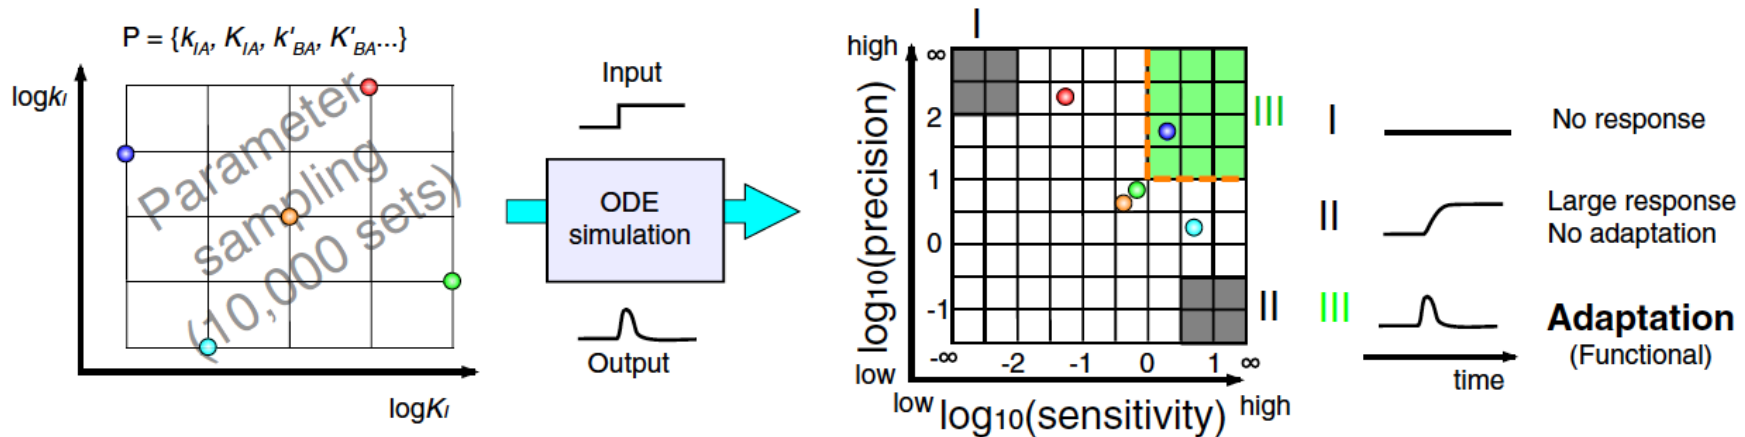 P = {k_IA, K_IA, k'_BA, K'_BA...}
logk_I
Parameter
sampling
(10,000 sets)
logK_I
Input
ODE
simulation
Output
I
high
∞
2
1
0
-1
-∞
low
log10(precision)
-∞ -2 -1 0 1 ∞
low log10(sensitivity) high
III
II
I No response
II Large response
No adaptation
III Adaptation
(Functional)
time